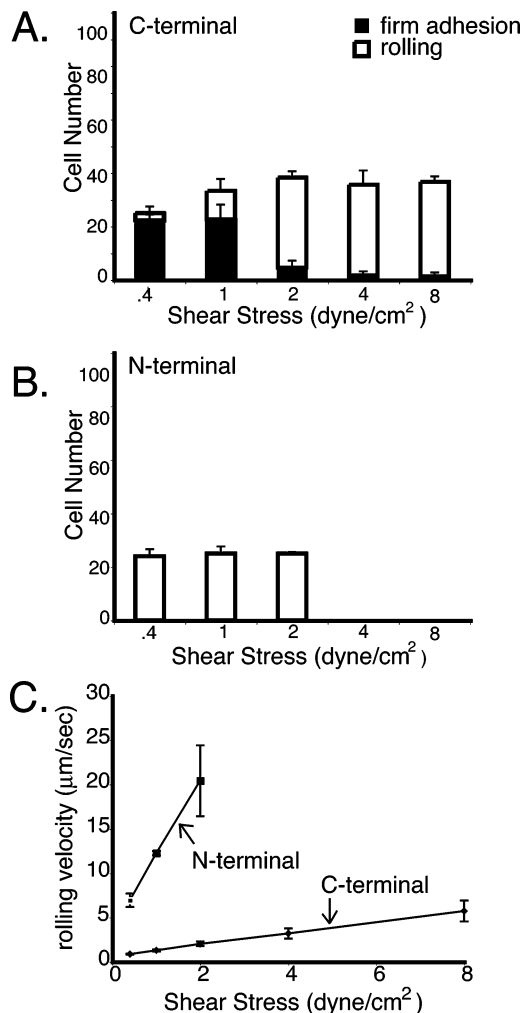 A.
C-terminal
firm adhesion
rolling
Cell Number
100
80
60
40
20
0
.4 1 2 4 8
Shear Stress (dyne/cm²)
B.
N-terminal
Cell Number
100
80
60
40
20
0
.4 1 2 4 8
Shear Stress (dyne/cm²)
C.
rolling velocity (μm/sec)
30
25
20
15
10
5
0
N-terminal
C-terminal
0 2 4 6 8
Shear Stress (dyne/cm²)